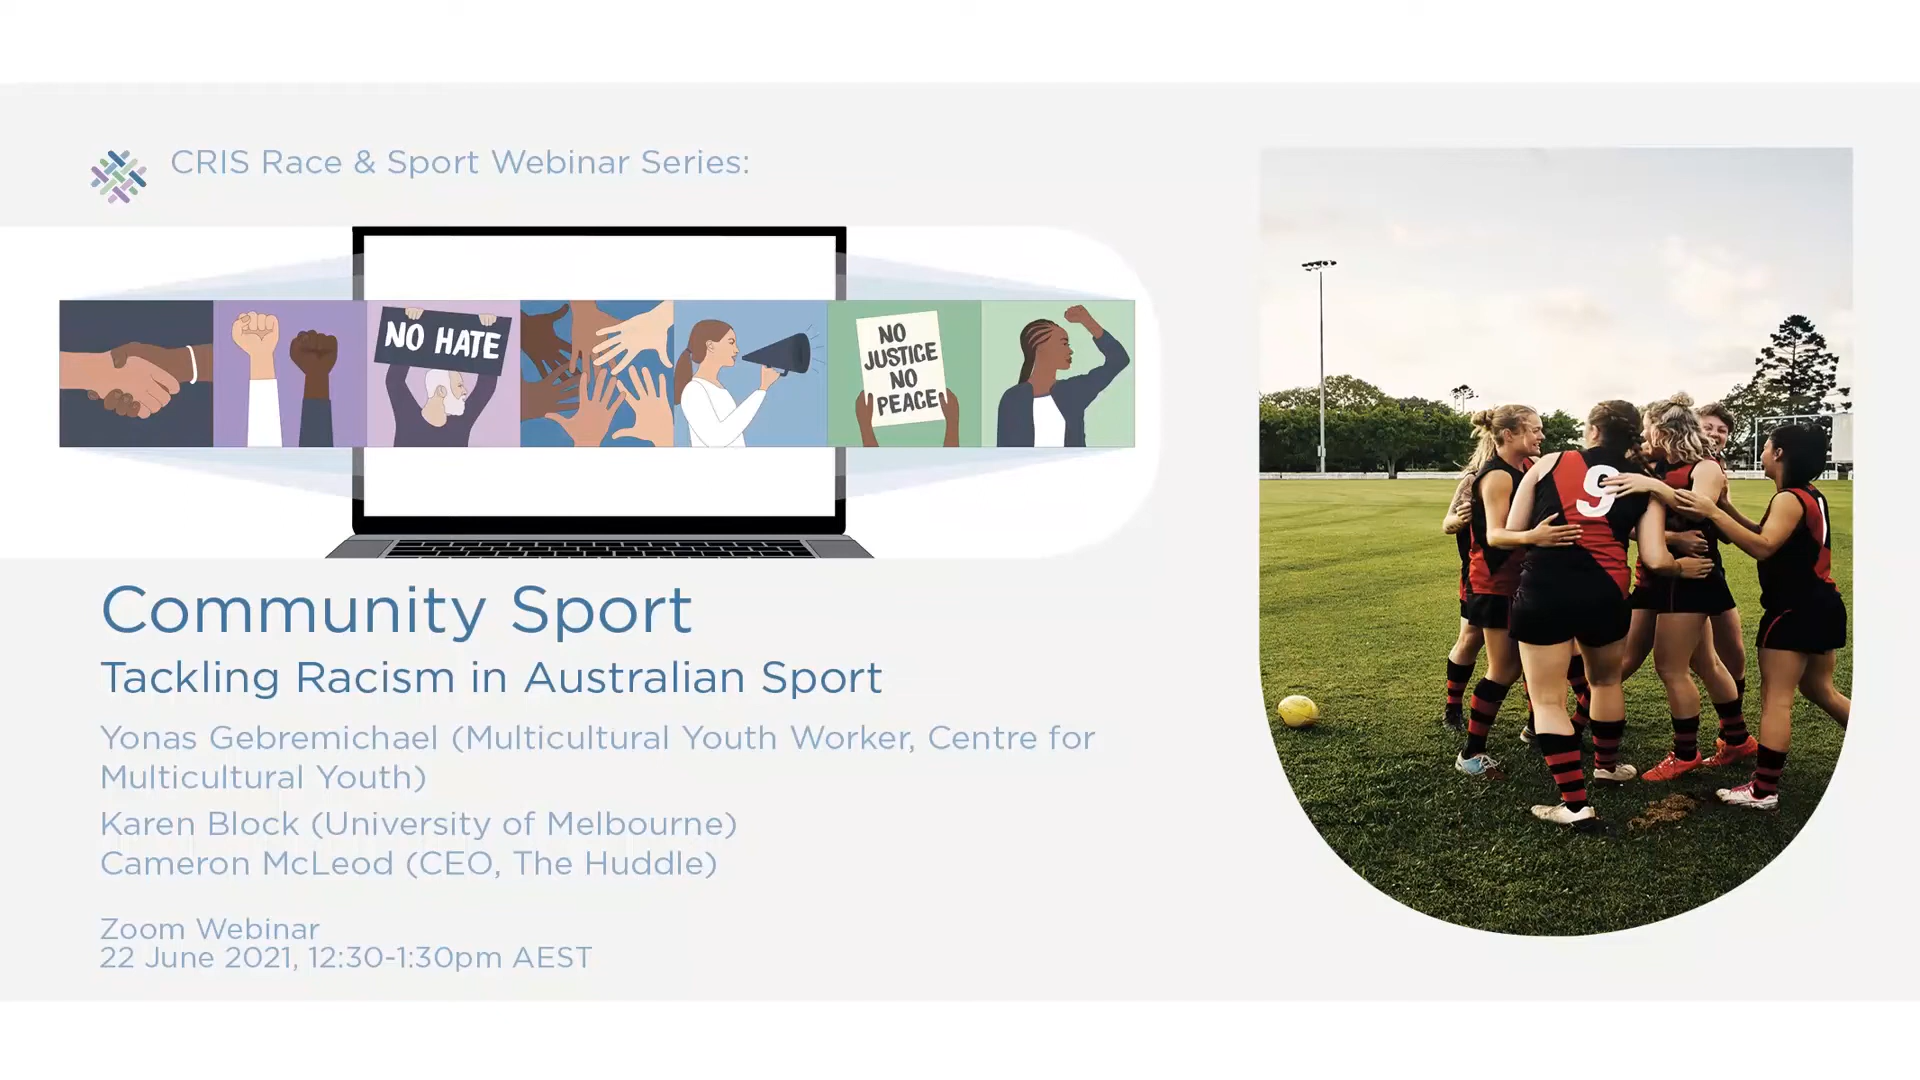 CRIS Race & Sport Webinar Series:
NO HATE
NO
JUSTICE
NO
PEACE
9
Community Sport
Tackling Racism in Australian Sport
Yonas Gebremichael (Multicultural Youth Worker, Centre for
Multicultural Youth)
Karen Block (University of Melbourne)
Cameron McLeod (CEO, The Huddle)
Zoom Webinar
22 June 2021, 12:30-1:30pm AEST